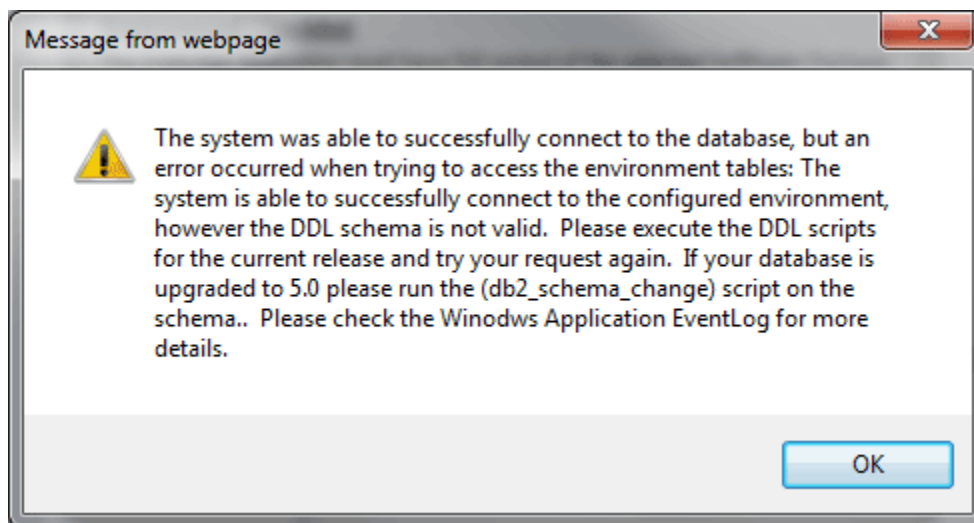 Message from webpage
The system was able to successfully connect to the database, but an
error occurred when trying to access the environment tables: The
system is able to successfully connect to the configured environment,
however the DDL schema is not valid.  Please execute the DDL scripts
for the current release and try your request again.  If your database is
upgraded to 5.0 please run the (db2_schema_change) script on the
schema..  Please check the Winodws Application EventLog for more
details.
OK